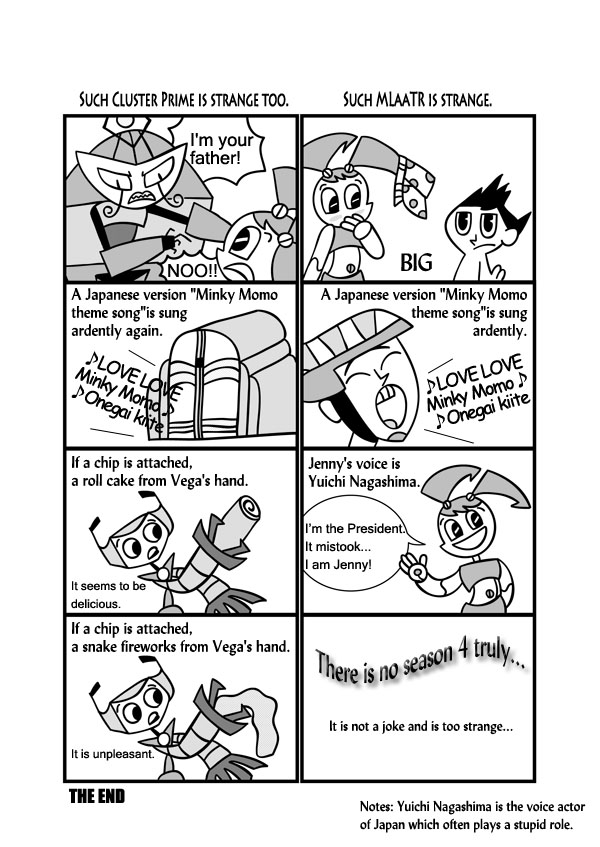 SUCH CLUSTER PRIME IS STRANGE TOO.
I'm your
father!
NOO!!
A Japanese version "Minky Momo
theme song"is sung
ardently again.
♪LOVE LOVE
Minky Momo ♪
♪Onegai kiite
If a chip is attached,
a roll cake from Vega's hand.
It seems to be
delicious.
If a chip is attached,
a snake fireworks from Vega's hand.
It is unpleasant.
THE END
SUCH MLAATR IS STRANGE.
BIG
A Japanese version "Minky Momo
theme song"is sung
ardently.
♪LOVE LOVE
Minky Momo ♪
♪Onegai kiite
Jenny's voice is
Yuichi Nagashima.
I'm the President.
It mistook...
I am Jenny!
There is no season 4 truly...
It is not a joke and is too strange...
Notes: Yuichi Nagashima is the voice actor
of Japan which often plays a stupid role.